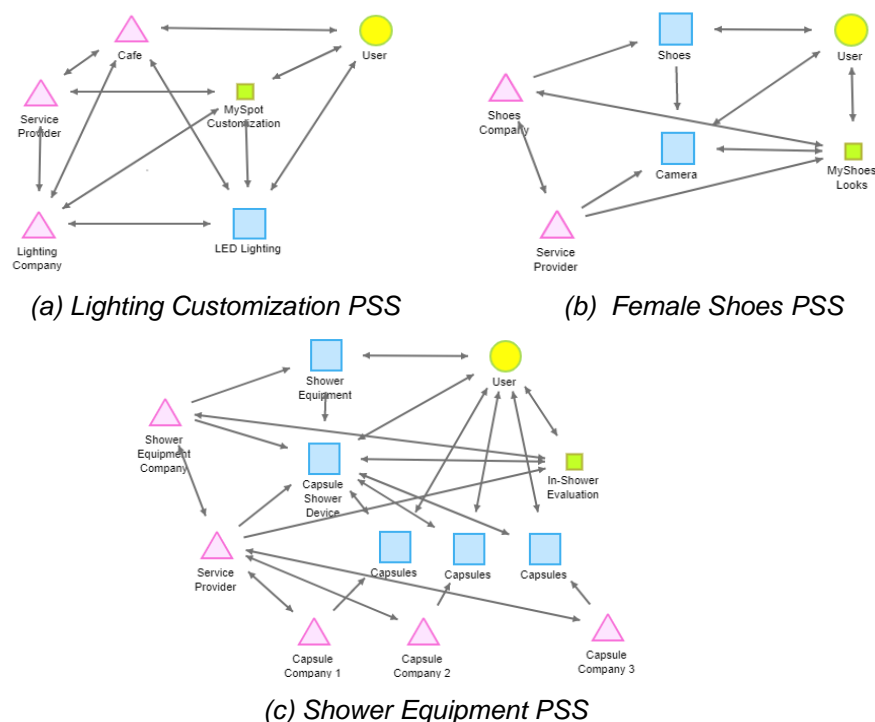 Cafe
User
Service
Provider
MySpot
Customization
Lighting
Company
LED Lighting
(a) Lighting Customization PSS
Shoes
User
Shoes
Company
Camera
MyShoes
Looks
Service
Provider
(b) Female Shoes PSS
Shower
Equipment
User
Shower
Equipment
Company
Capsule
Shower
Device
In-Shower
Evaluation
Service
Provider
Capsules
Capsules
Capsules
Capsule
Company 1
Capsule
Company 2
Capsule
Company 3
(c) Shower Equipment PSS